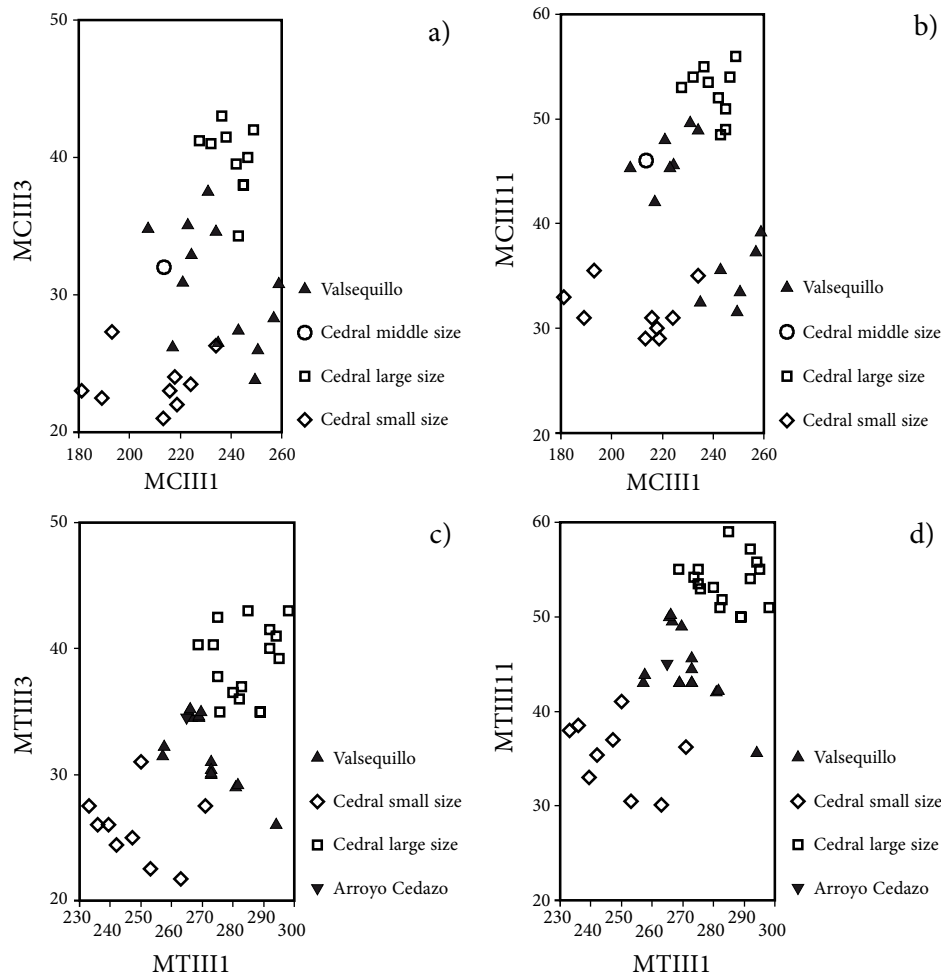 a)
50
40
30
20
MCIII3
180 200 220 240 260
MCIII1
Valsequillo
Cedral middle size
Cedral large size
Cedral small size
b)
60
50
40
30
20
MCIII11
180 200 220 240 260
MCIII1
Valsequillo
Cedral middle size
Cedral large size
Cedral small size
c)
50
40
30
20
MTIII3
230 250 270 290
240 260 280 300
MTIII1
Valsequillo
Cedral small size
Cedral large size
Arroyo Cedazo
d)
60
50
40
30
20
MTIII11
230 250 270 290
240 260 280 300
MTIII1
Valsequillo
Cedral small size
Cedral large size
Arroyo Cedazo